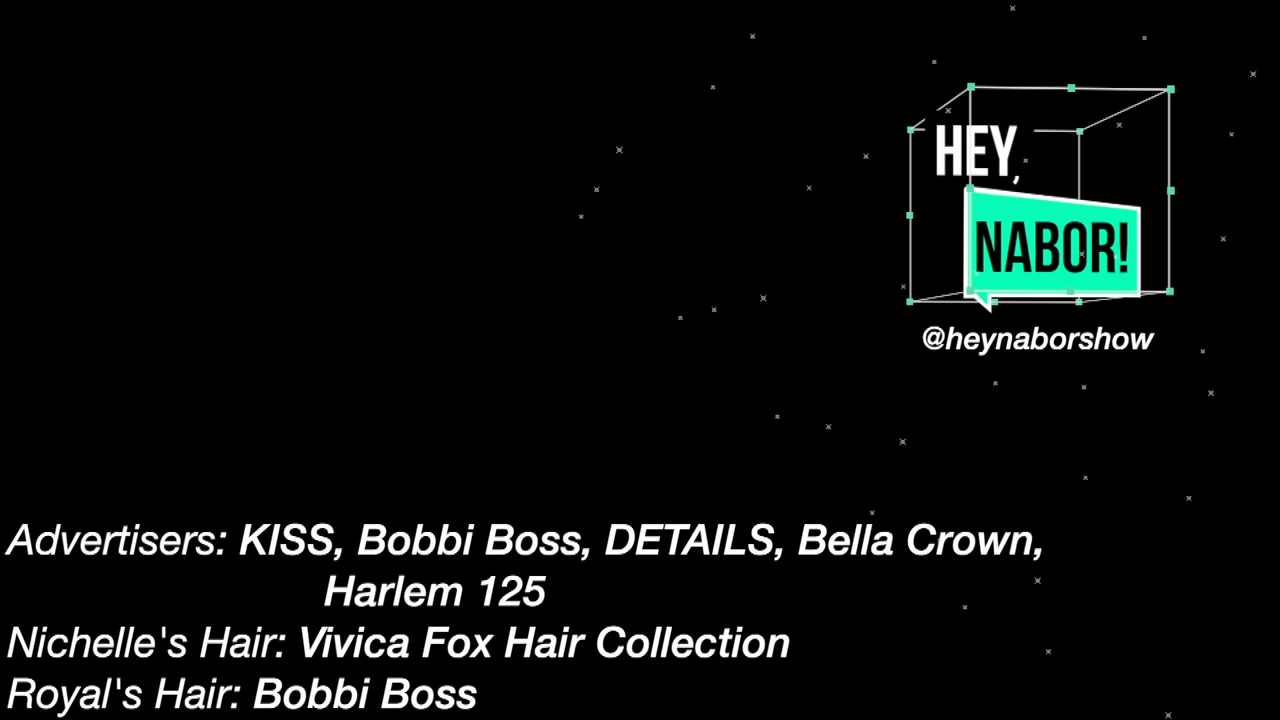 HEY,
NABOR!
@heynaborshow
Advertisers: KISS, Bobbi Boss, DETAILS, Bella Crown,
Harlem 125
Nichelle's Hair: Vivica Fox Hair Collection
Royal's Hair: Bobbi Boss